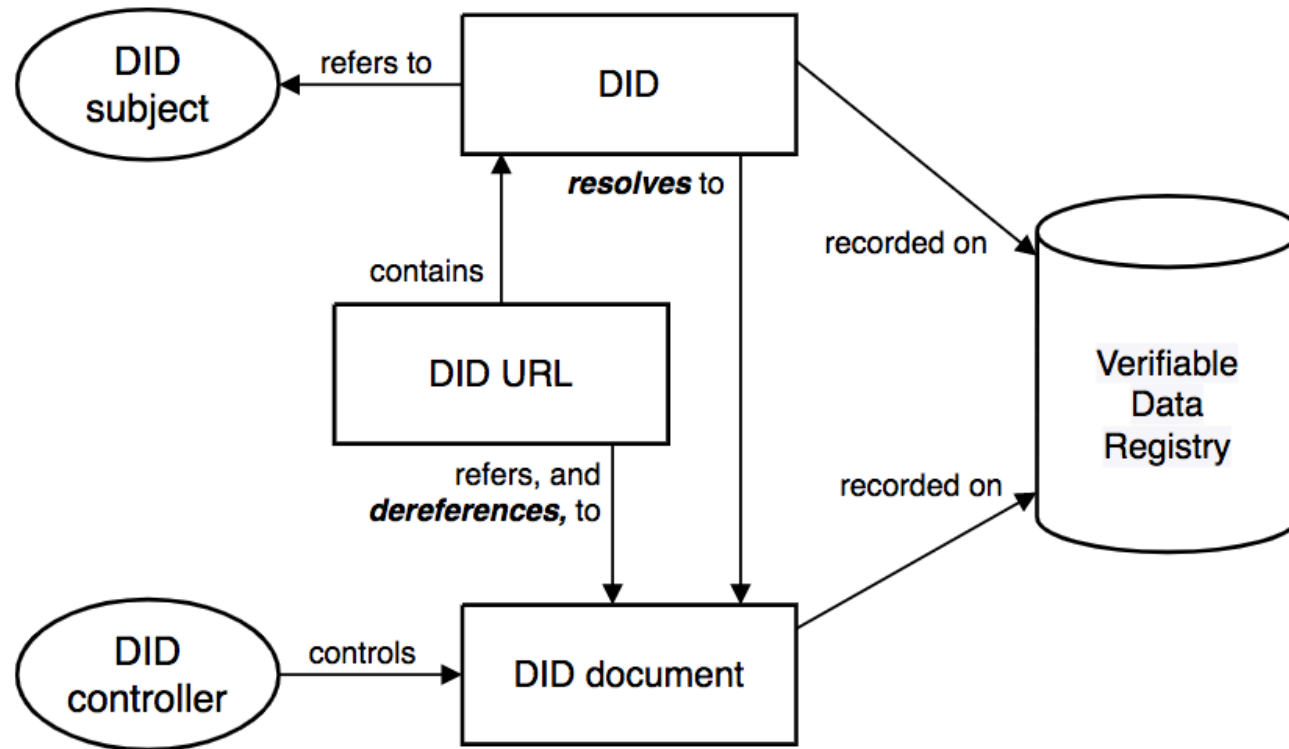 DID
subject
refers to
DID
resolves to
recorded on
contains
DID URL
Verifiable
Data
Registry
refers, and
dereferences, to
recorded on
DID
controller
controls
DID document